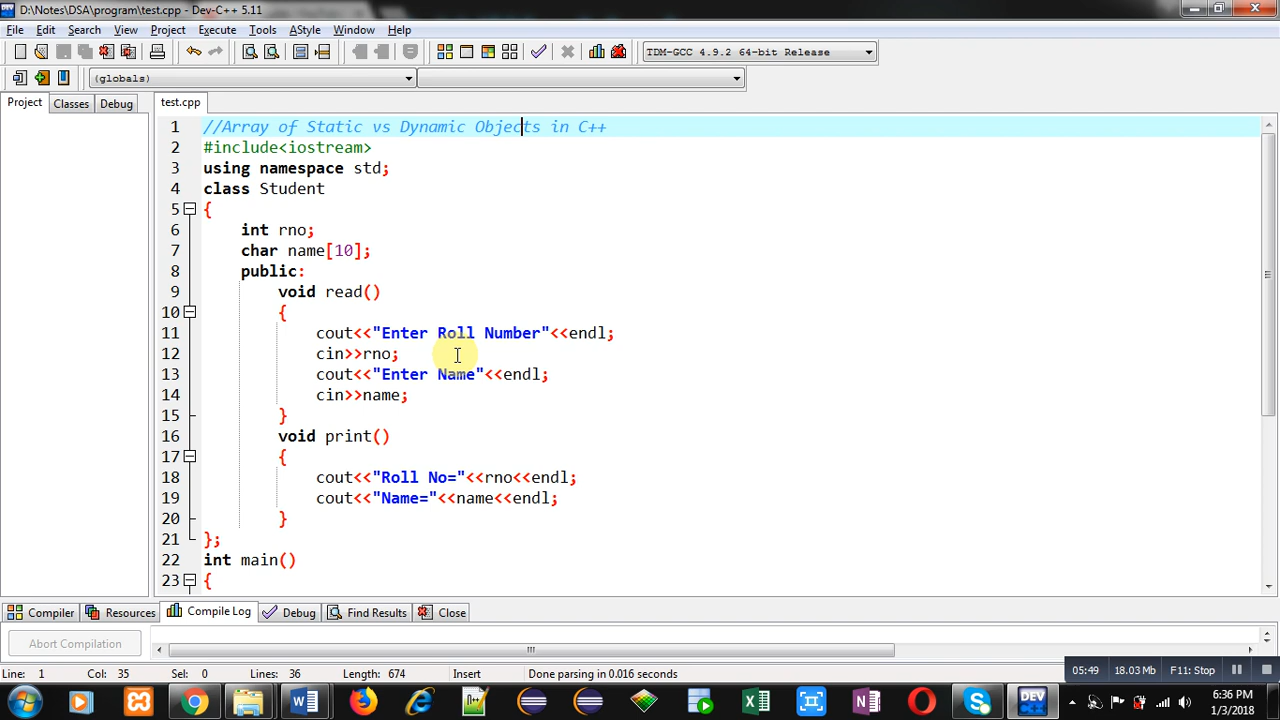 D:\Notes\DSA\program\test.cpp - Dev-C++ 5.11
File Edit Search View Project Execute Tools AStyle Window Help
TDM-GCC 4.9.2 64-bit Release
(globals)
Project Classes Debug test.cpp
1 //Array of Static vs Dynamic Objects in C++
2 #include<iostream>
3 using namespace std;
4 class Student
5 {
6 int rno;
7 char name[10];
8 public:
9 void read()
10 {
11 cout<<"Enter Roll Number"<<endl;
12 cin>>rno;
13 cout<<"Enter Name"<<endl;
14 cin>>name;
15 }
16 void print()
17 {
18 cout<<"Roll No="<<rno<<endl;
19 cout<<"Name="<<name<<endl;
20 }
21 };
22 int main()
23 {
Compiler Resources Compile Log Debug Find Results Close
Abort Compilation
Line: 1 Col: 35 Sel: 0 Lines: 36 Length: 674 Insert Done parsing in 0.016 seconds
05:49 18.03 Mb F11: Stop
DEV
6:36 PM
1/3/2018